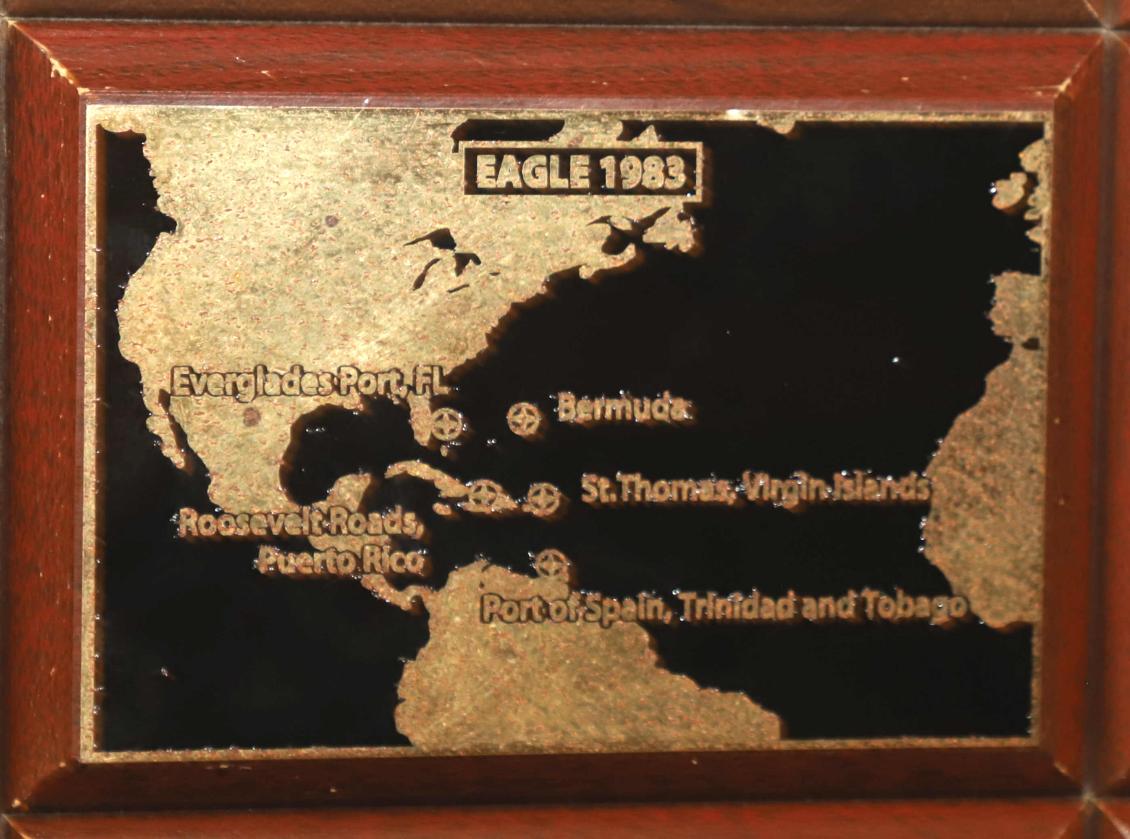 EAGLE 1983
Everglades Port, FL
Bermuda
St.Thomas, Virgin Islands
Roosevelt Roads,
Puerto Rico
Port of Spain, Trinidad and Tobago